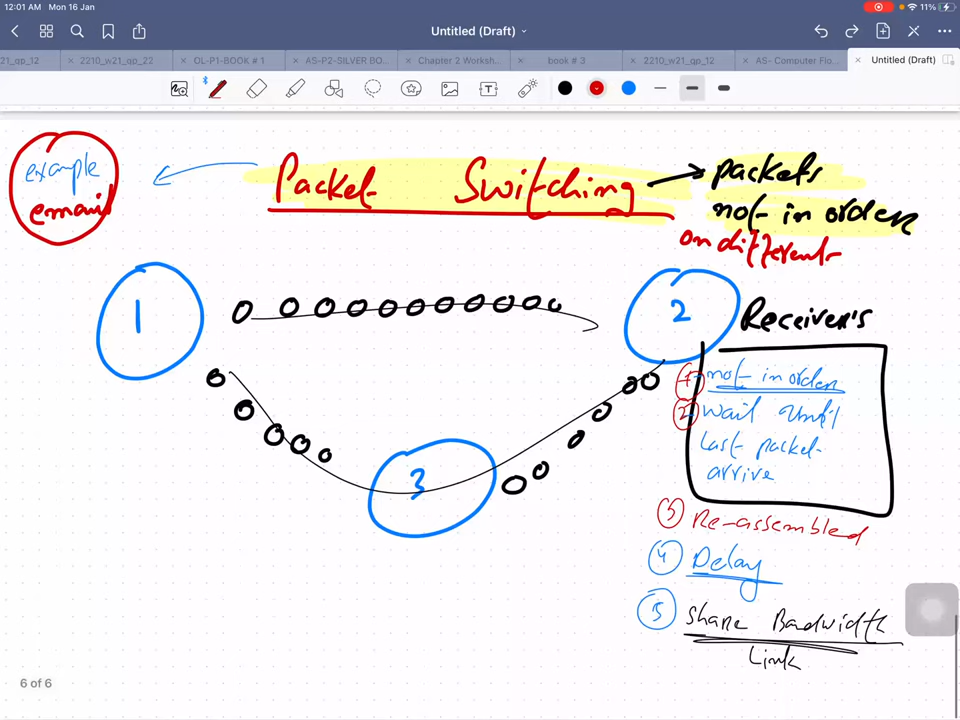 12:01 AM Mon 16 Jan
11%
Untitled (Draft)
21_qp_12
2210_w21_qp_22
OL-P1-BOOK # 1
AS-P2-SILVER BO...
Chapter 2 Worksh...
book # 3
2210_w21_qp_12
AS- Computer Flo...
Untitled (Draft)
example
email
Packet Switching
packets
not in order
on different
1
2
3
Receiver's
1 not in order
2 wait until
last packet
arrive
3 Re-assembled
4 Delay
5 Share Bandwidth
Link
6 of 6